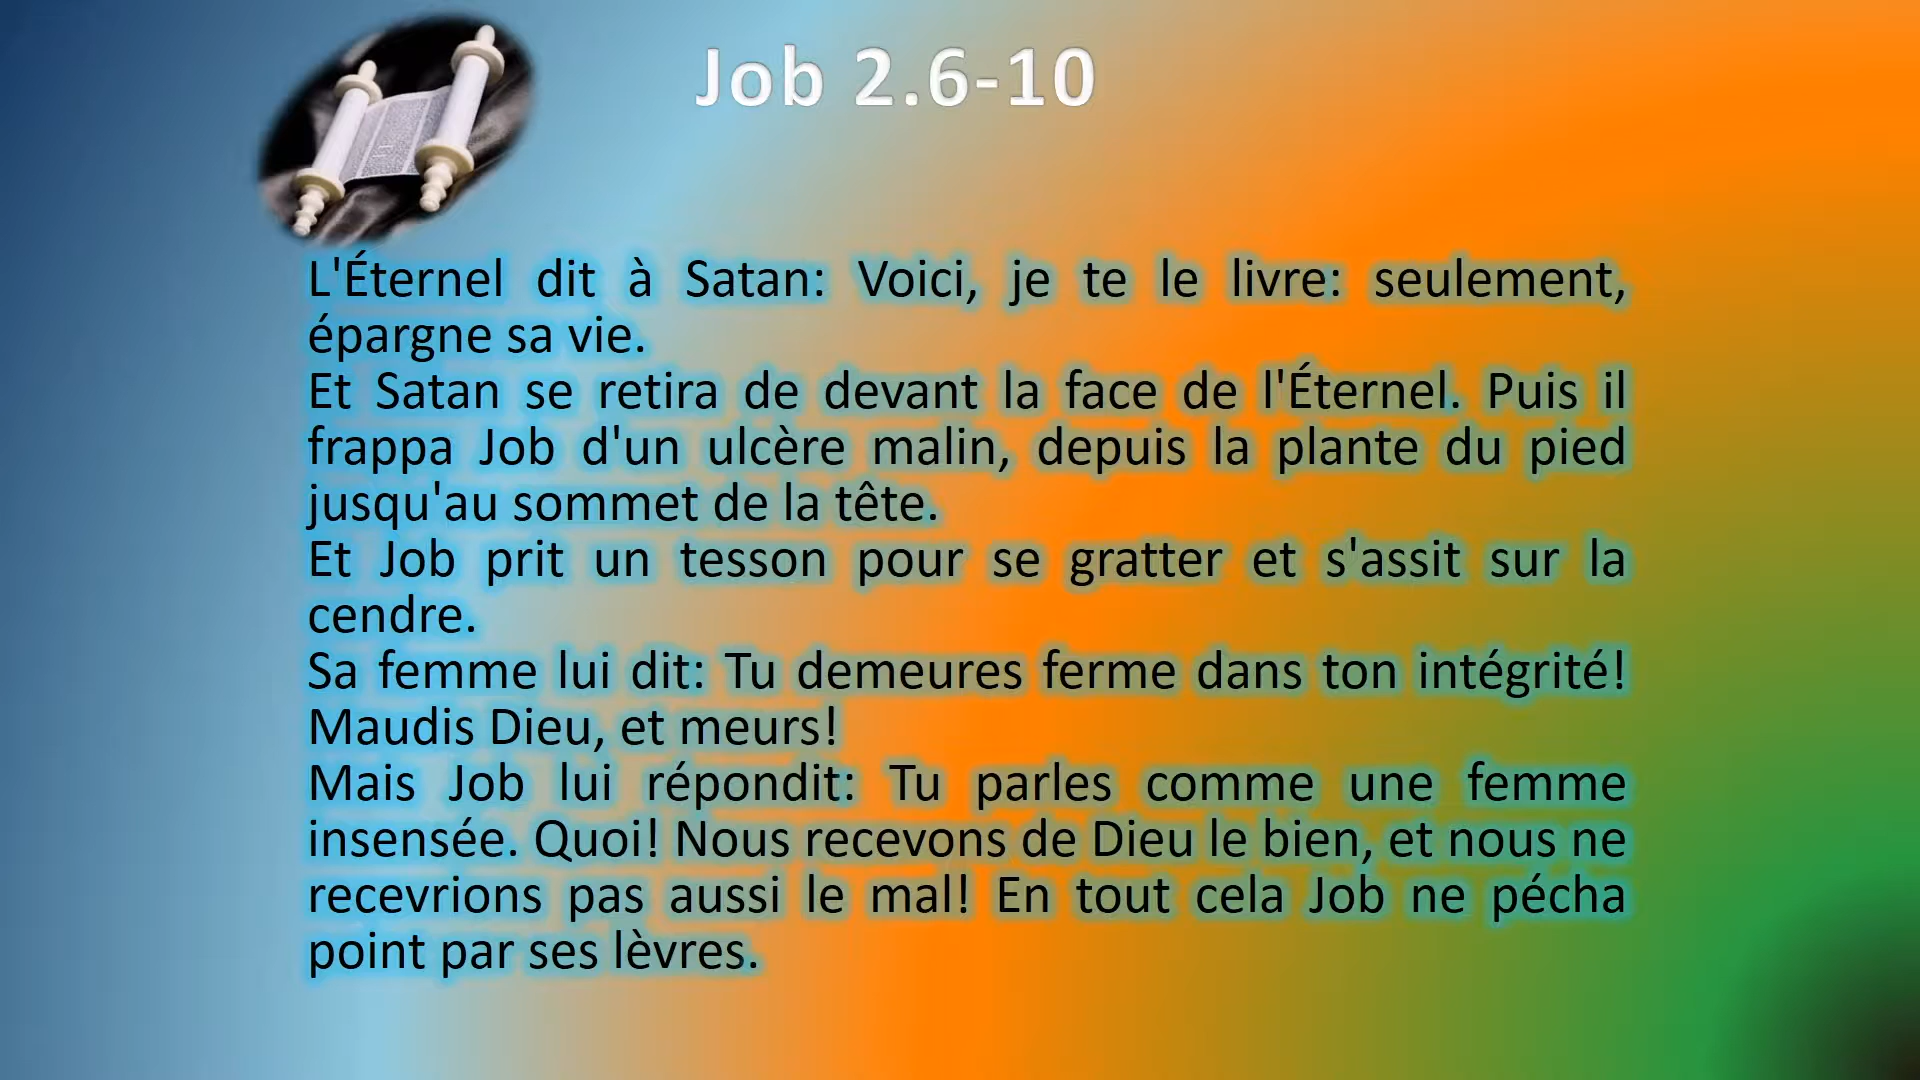 Job 2.6-10
L'Éternel dit à Satan: Voici, je te le livre: seulement,
épargne sa vie.
Et Satan se retira de devant la face de l'Éternel. Puis il
frappa Job d'un ulcère malin, depuis la plante du pied
jusqu'au sommet de la tête.
Et Job prit un tesson pour se gratter et s'assit sur la
cendre.
Sa femme lui dit: Tu demeures ferme dans ton intégrité!
Maudis Dieu, et meurs!
Mais Job lui répondit: Tu parles comme une femme
insensée. Quoi! Nous recevons de Dieu le bien, et nous ne
recevrions pas aussi le mal! En tout cela Job ne pécha
point par ses lèvres.